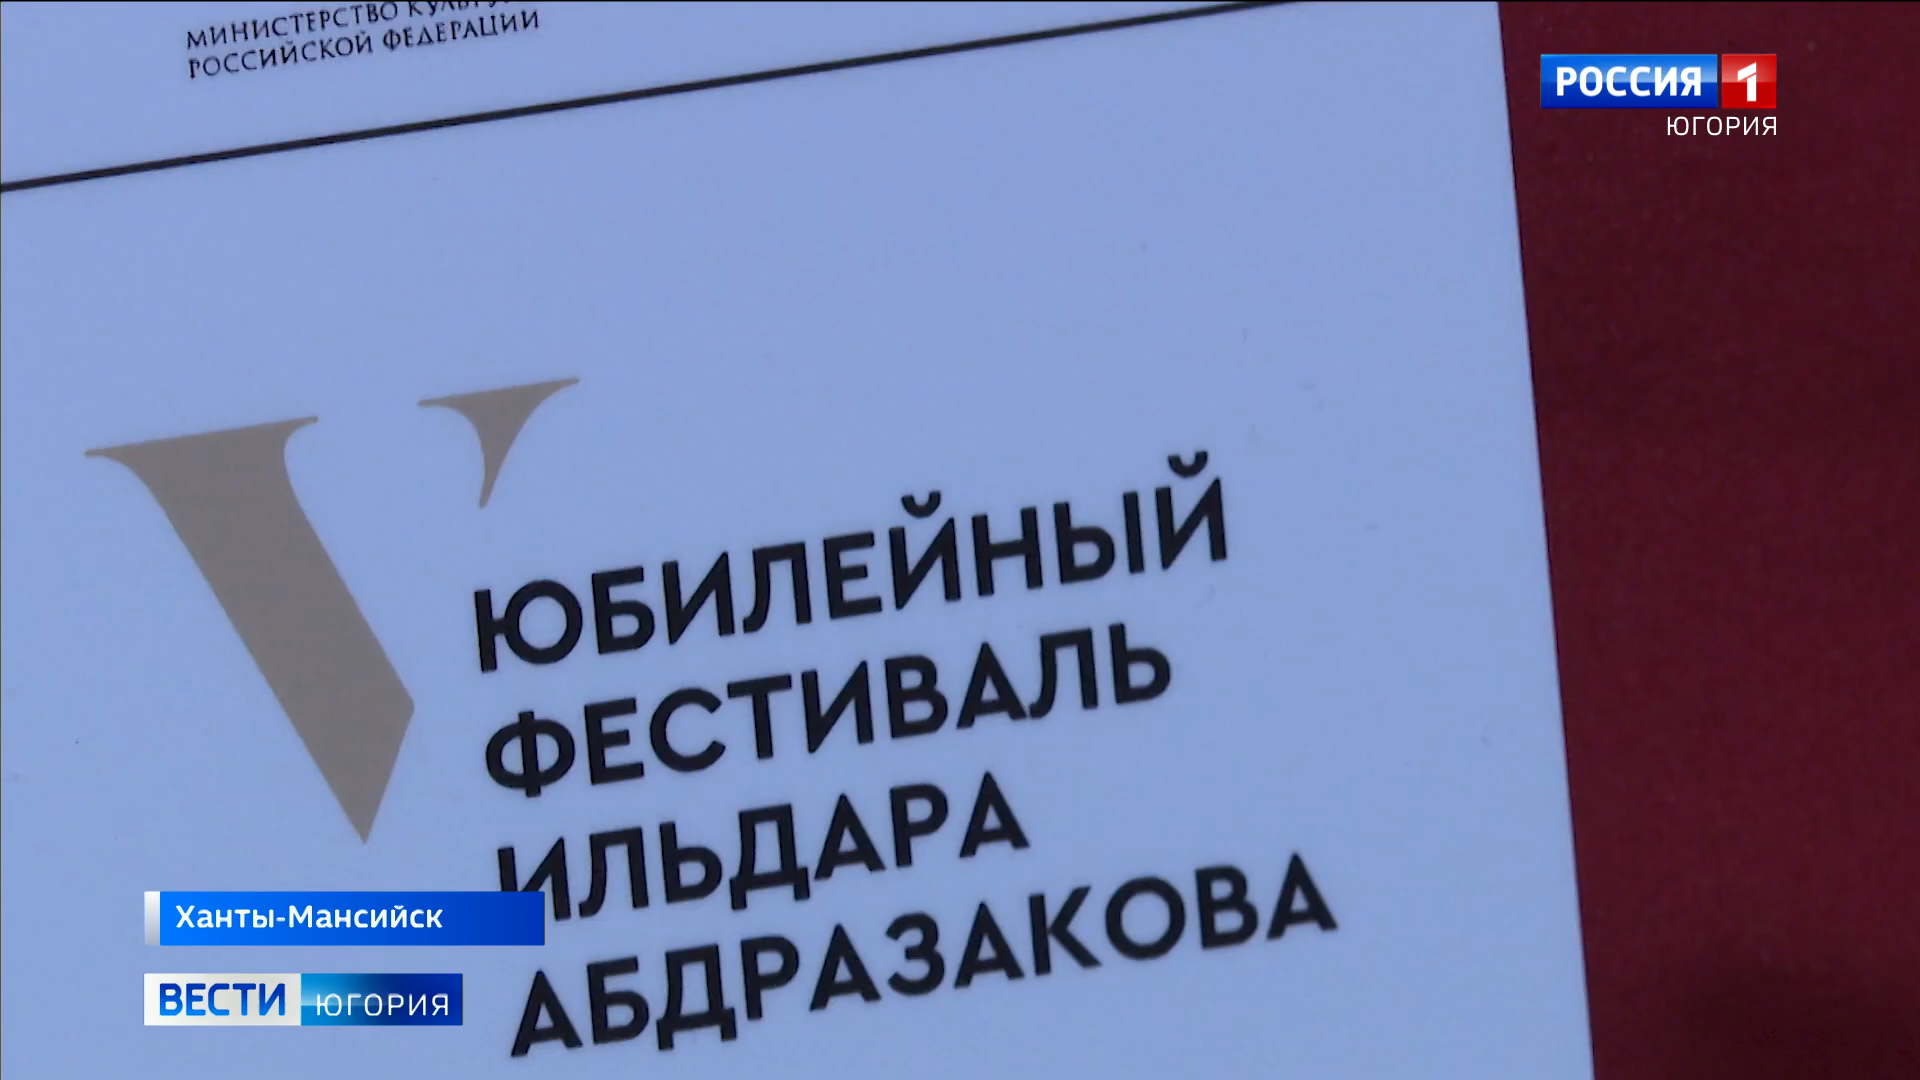 МИНИСТЕРСТВО
РОССИЙСКОЙ ФЕДЕРАЦИИ
РОССИЯ 1
ЮГОРИЯ
V ЮБИЛЕЙНЫЙ
ФЕСТИВАЛЬ
ИЛЬДАРА
АБДРАЗАКОВА
Ханты-Мансийск
ВЕСТИ ЮГОРИЯ